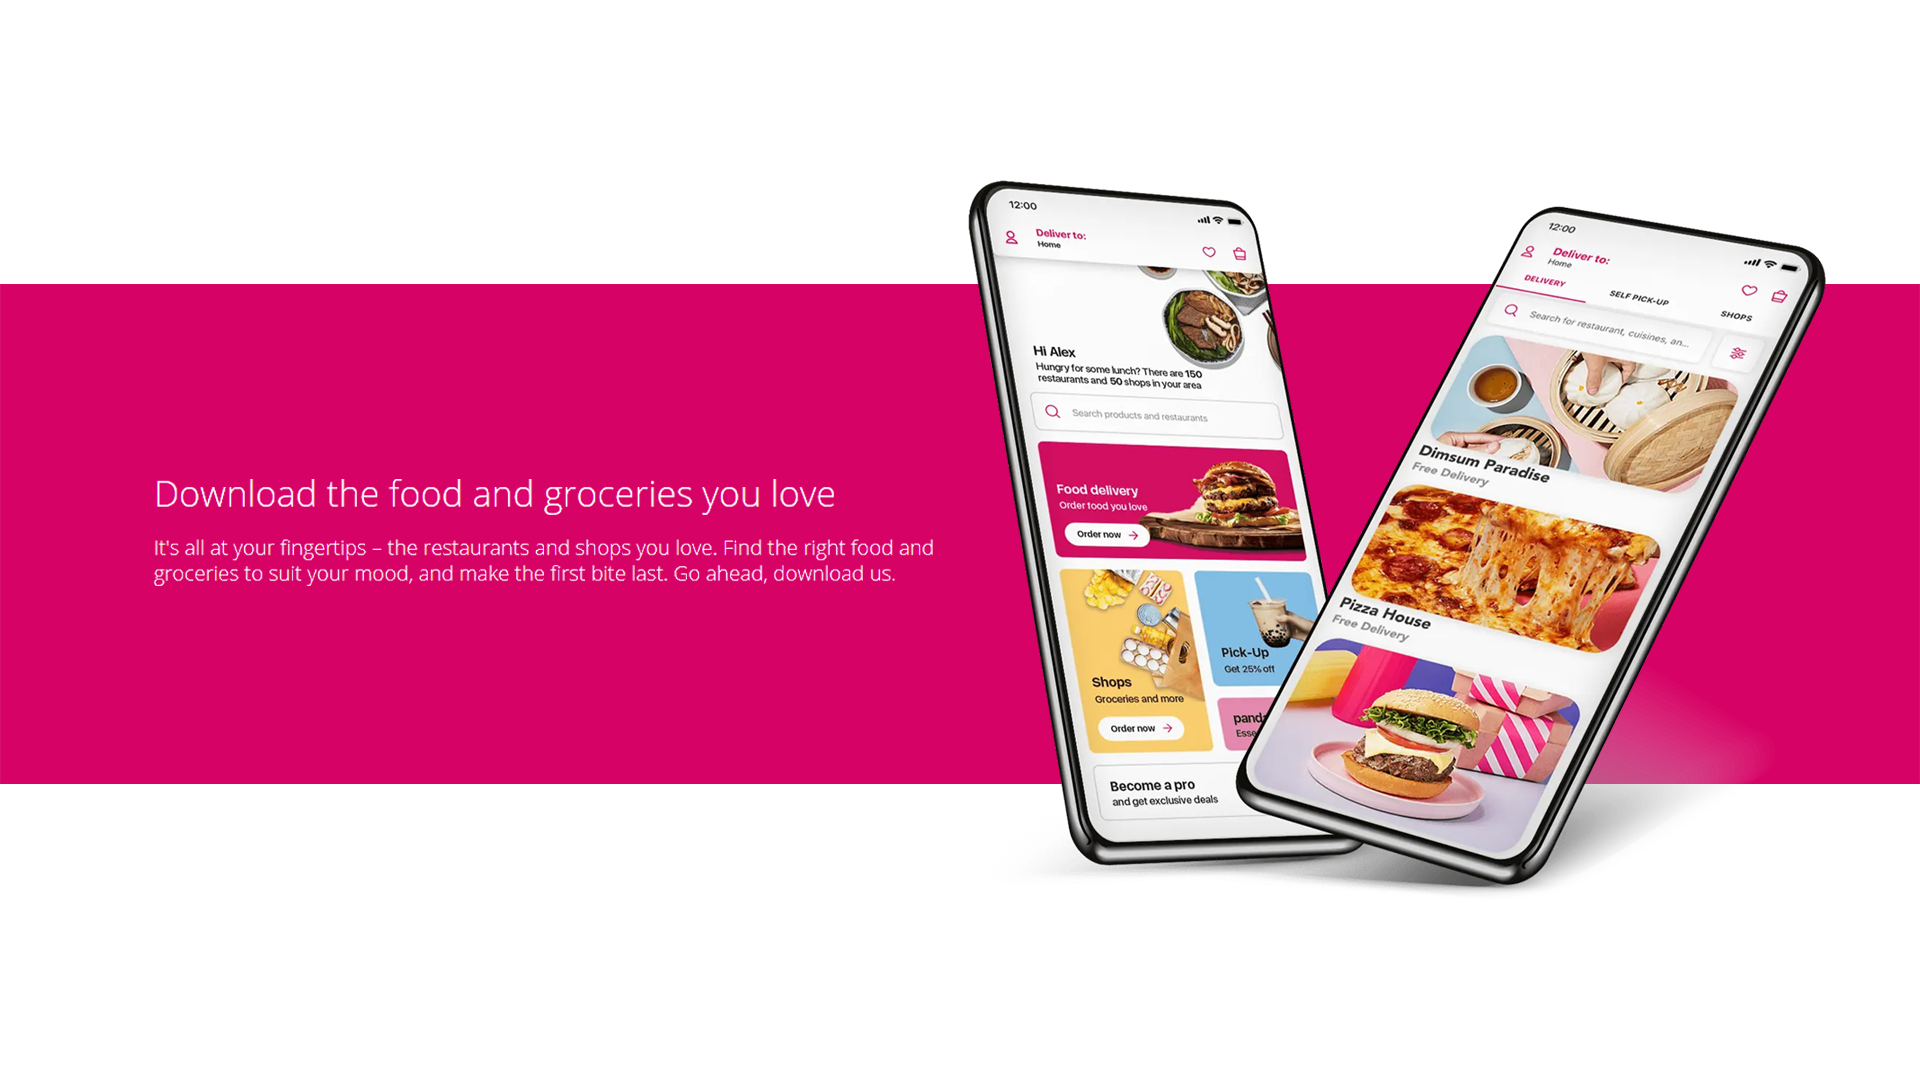 Download the food and groceries you love
It's all at your fingertips – the restaurants and shops you love. Find the right food and
groceries to suit your mood, and make the first bite last. Go ahead, download us.
12:00
Deliver to:
Home
Hi Alex
Hungry for some lunch? There are 150
restaurants and 50 shops in your area
Search products and restaurants
Food delivery
Order food you love
Order now
Shops
Groceries and more
Order now
Pick-Up
Get 25% off
panda
Esse
Become a pro
and get exclusive deals
12:00
Deliver to:
Home
DELIVERY
SELF PICK-UP
SHOPS
Search for restaurant, cuisines, an...
Dimsum Paradise
Free Delivery
Pizza House
Free Delivery